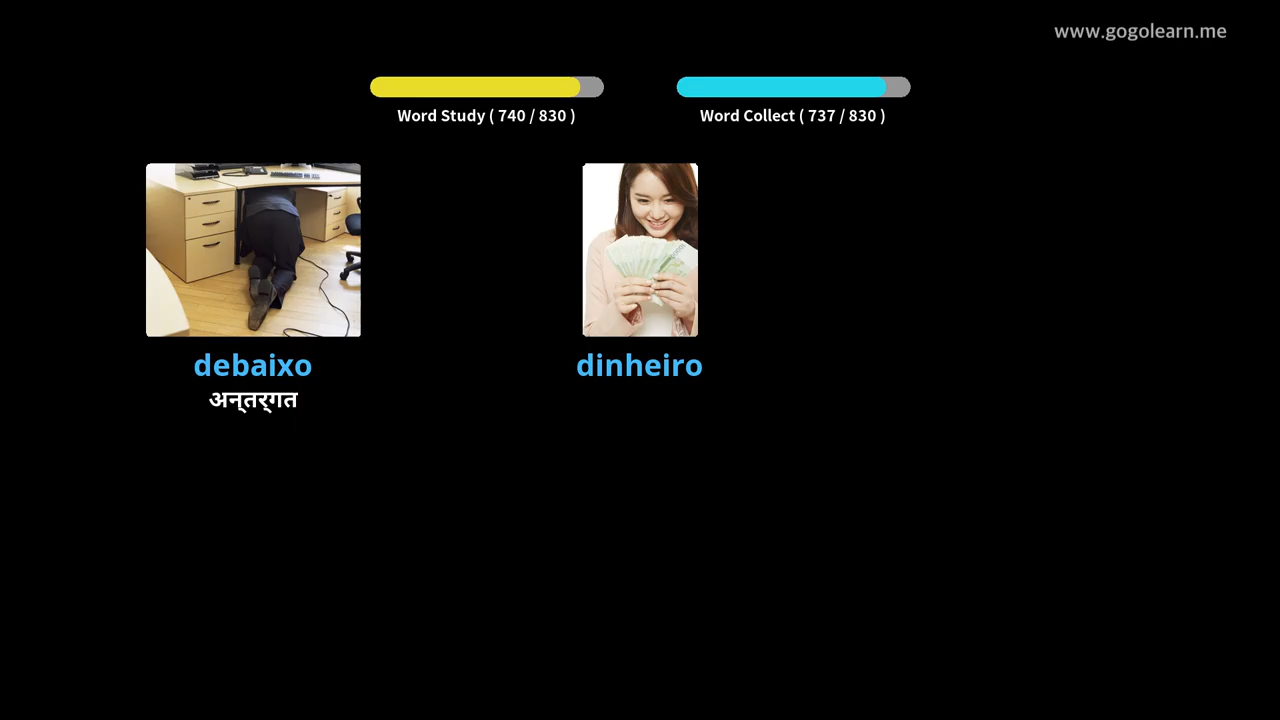 www.gogolearn.me
Word Study ( 740 / 830 )
Word Collect ( 737 / 830 )
debaixo
dinheiro
अन्तर्गत